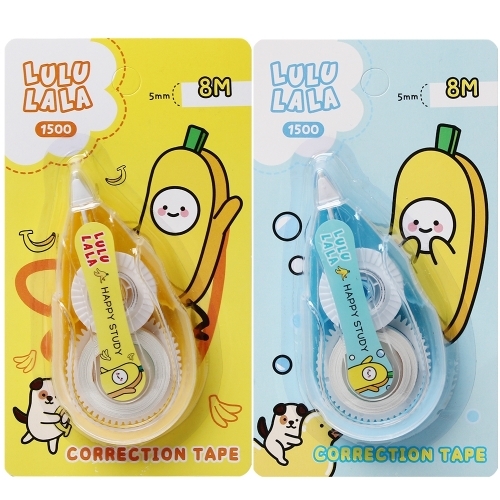 LULU
LALA
1500
5mm
8M
LULU
LALA
HAPPY STUDY
CORRECTION TAPE
LULU
LALA
1500
5mm
8M
LULU
LALA
HAPPY STUDY
CORRECTION TAPE